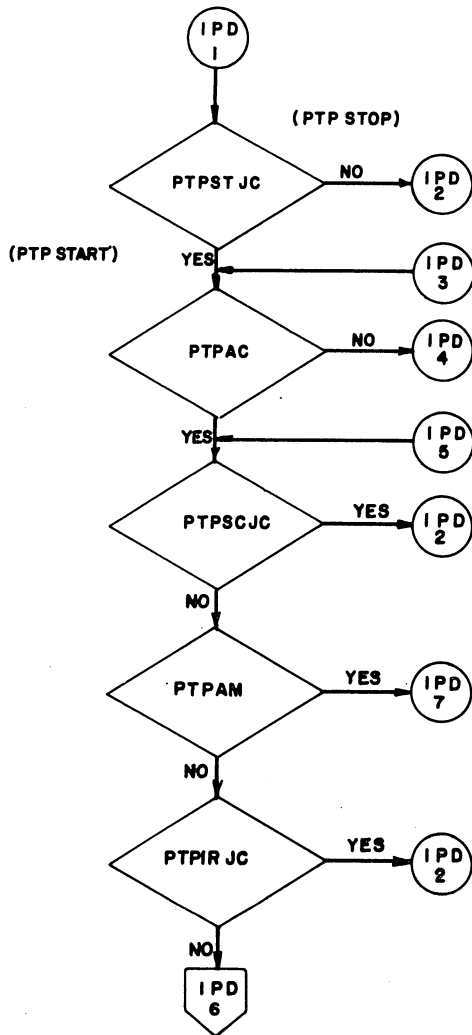 IPD
1
(PTP STOP)
PTPST JC
NO
IPD
2
(PTP START)
YES
IPD
3
PTPAC
NO
IPD
4
YES
IPD
5
PTPSCJC
YES
IPD
2
NO
PTPAM
YES
IPD
7
NO
PTPIR JC
YES
IPD
2
NO
IPD
6